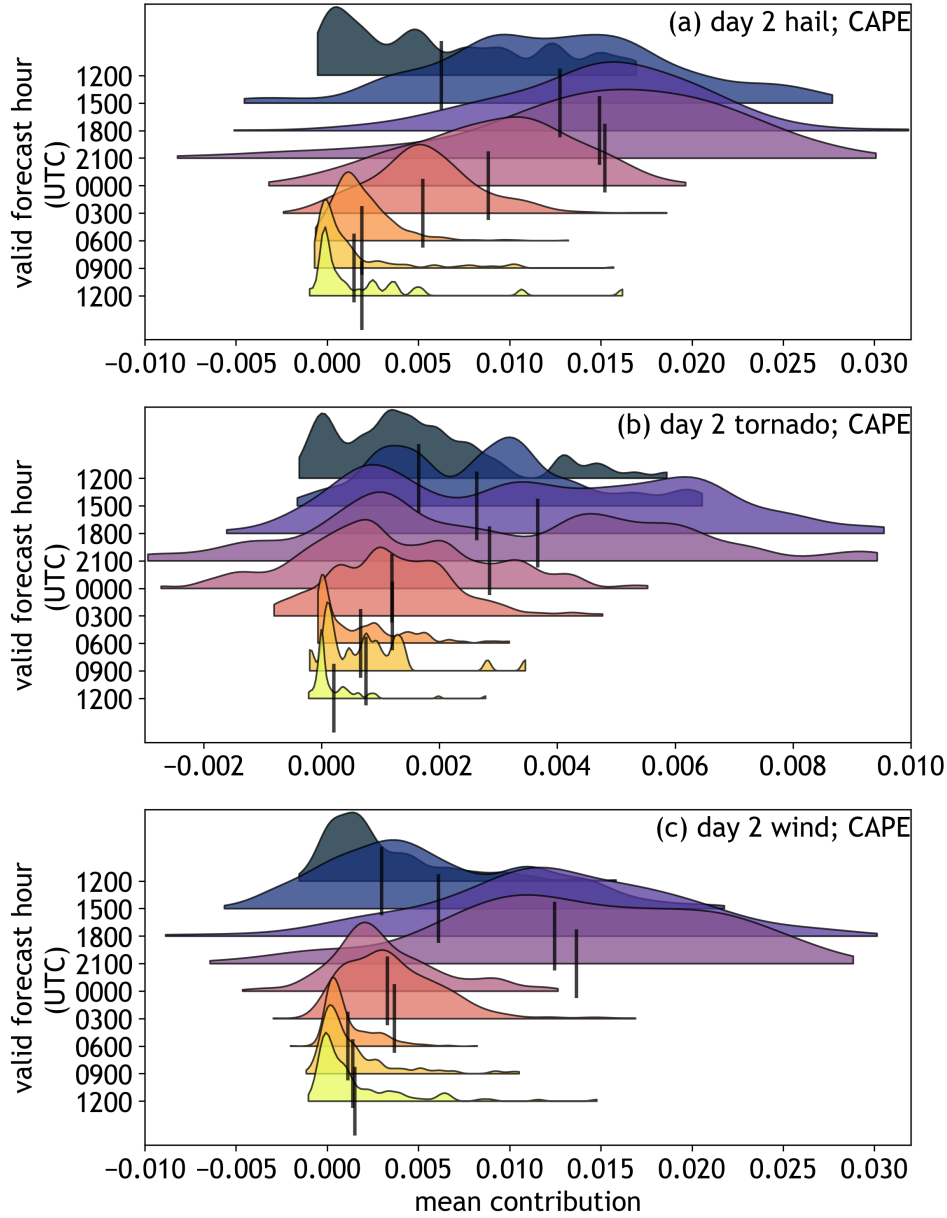 (a) day 2 hail; CAPE
valid forecast hour
(UTC)
1200
1500
1800
2100
0000
0300
0600
0900
1200
−0.010 −0.005 0.000 0.005 0.010 0.015 0.020 0.025 0.030
(b) day 2 tornado; CAPE
valid forecast hour
(UTC)
1200
1500
1800
2100
0000
0300
0600
0900
1200
−0.002 0.000 0.002 0.004 0.006 0.008 0.010
(c) day 2 wind; CAPE
valid forecast hour
(UTC)
1200
1500
1800
2100
0000
0300
0600
0900
1200
−0.010 −0.005 0.000 0.005 0.010 0.015 0.020 0.025 0.030
mean contribution